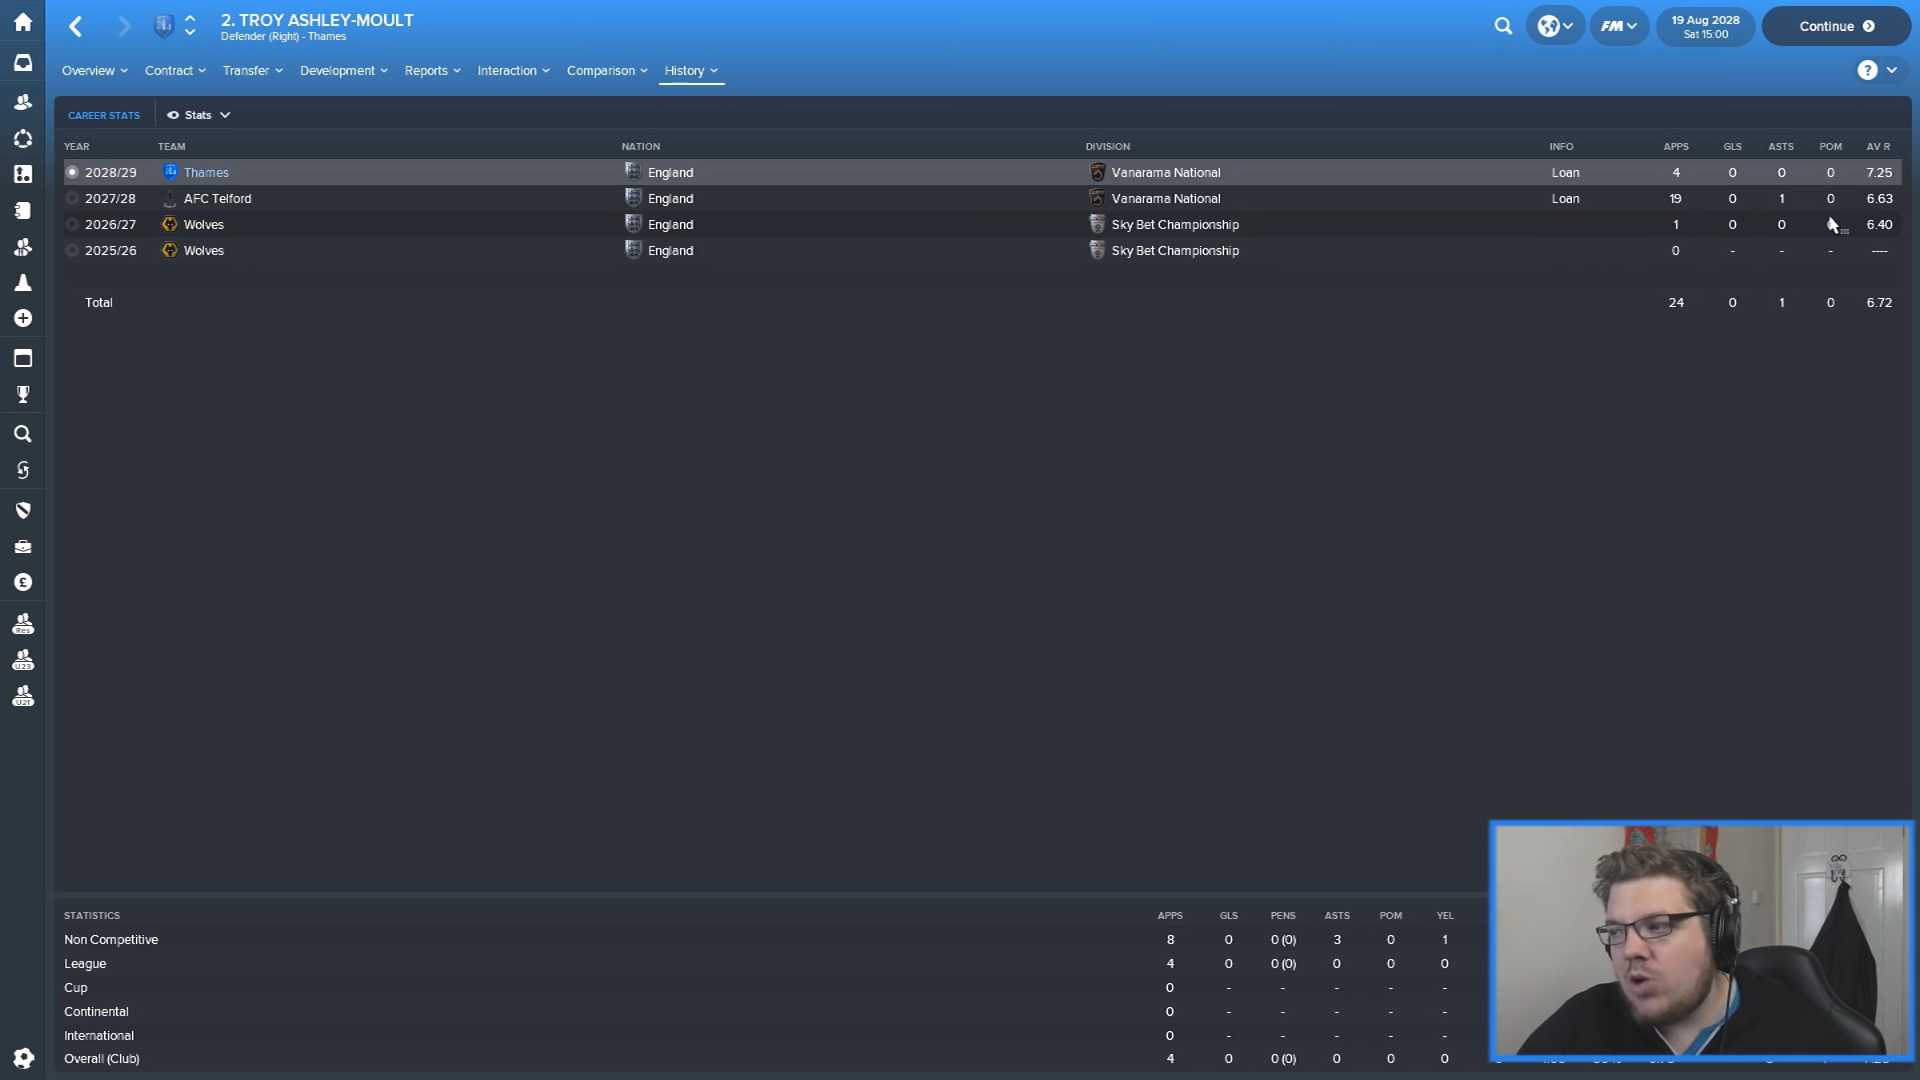 2. TROY ASHLEY-MOULT
Defender (Right) - Thames
FM
19 Aug 2028
Sat 15:00
Continue
Overview Contract Transfer Development Reports Interaction Comparison History
?
CAREER STATS Stats
YEAR TEAM NATION DIVISION INFO APPS GLS ASTS POM AV R
2028/29 Thames England Vanarama National Loan 4 0 0 0 7.25
2027/28 AFC Telford England Vanarama National Loan 19 0 1 0 6.63
2026/27 Wolves England Sky Bet Championship 1 0 0 6.40
2025/26 Wolves England Sky Bet Championship 0 - - - ----
Total 24 0 1 0 6.72
£
Res
U23
U21
STATISTICS APPS GLS PENS ASTS POM YEL
Non Competitive 8 0 0 (0) 3 0 1
League 4 0 0 (0) 0 0 0
Cup 0 - - - - -
Continental 0 - - - - -
International 0 - - - - -
Overall (Club) 4 0 0 (0) 0 0 0